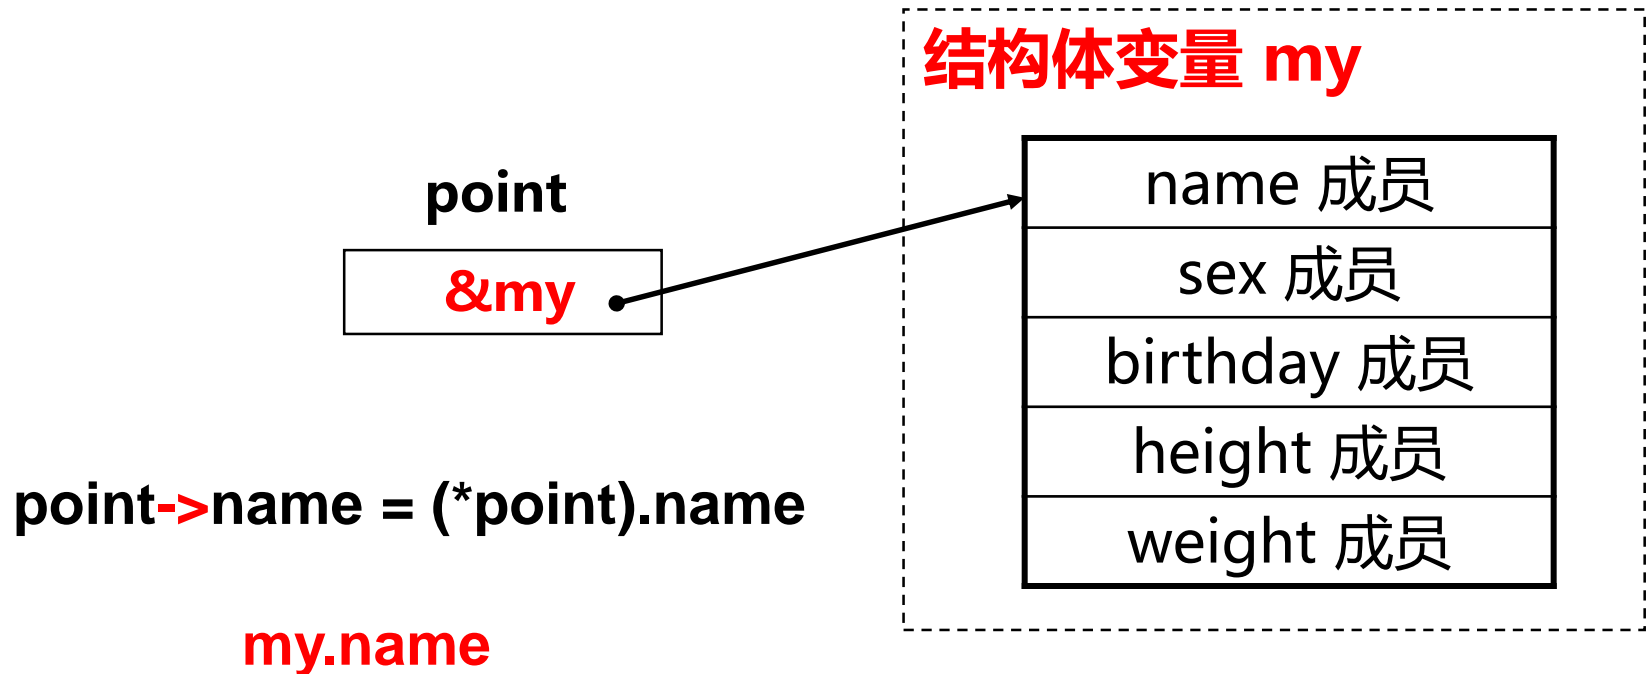 结构体变量 my
point
&my
name 成员
sex 成员
birthday 成员
height 成员
weight 成员
point->name = (*point).name
my.name